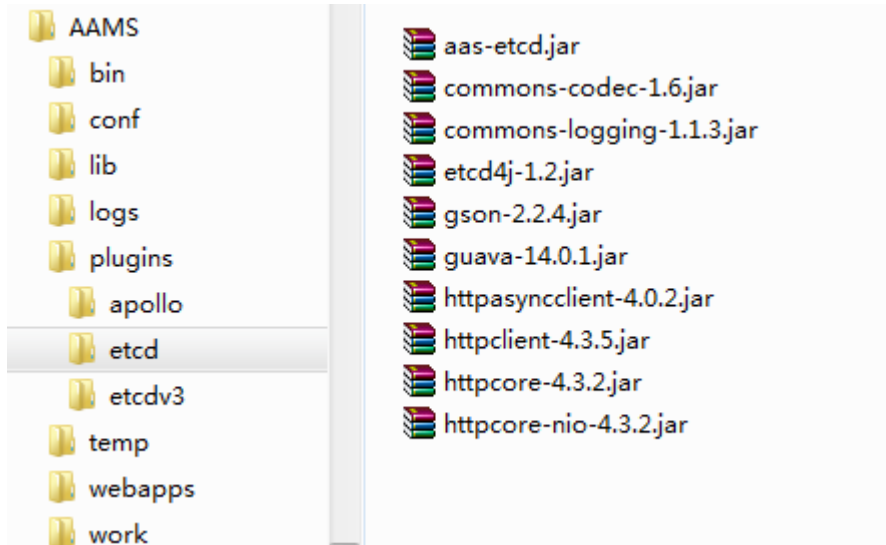 AAMS
bin
conf
lib
logs
plugins
apollo
etcd
etcdv3
temp
webapps
work
aas-etcd.jar
commons-codec-1.6.jar
commons-logging-1.1.3.jar
etcd4j-1.2.jar
gson-2.2.4.jar
guava-14.0.1.jar
httpasyncclient-4.0.2.jar
httpclient-4.3.5.jar
httpcore-4.3.2.jar
httpcore-nio-4.3.2.jar